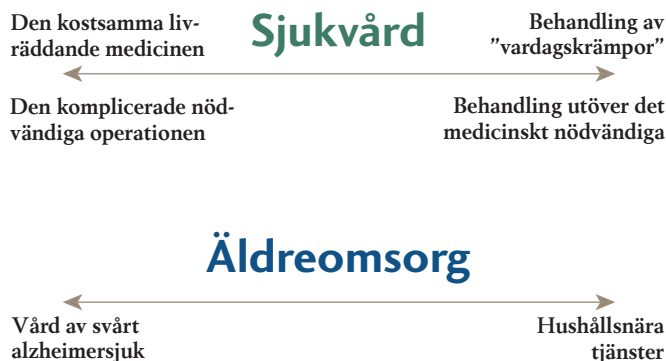 Den kostsamma liv-
räddande medicinen
Sjukvård
Behandling av
”vardagskrämpor”
Den komplicerade nöd-
vändiga operationen
Behandling utöver det
medicinskt nödvändiga
Äldreomsorg
Vård av svårt
alzheimersjuk
Hushållsnära
tjänster